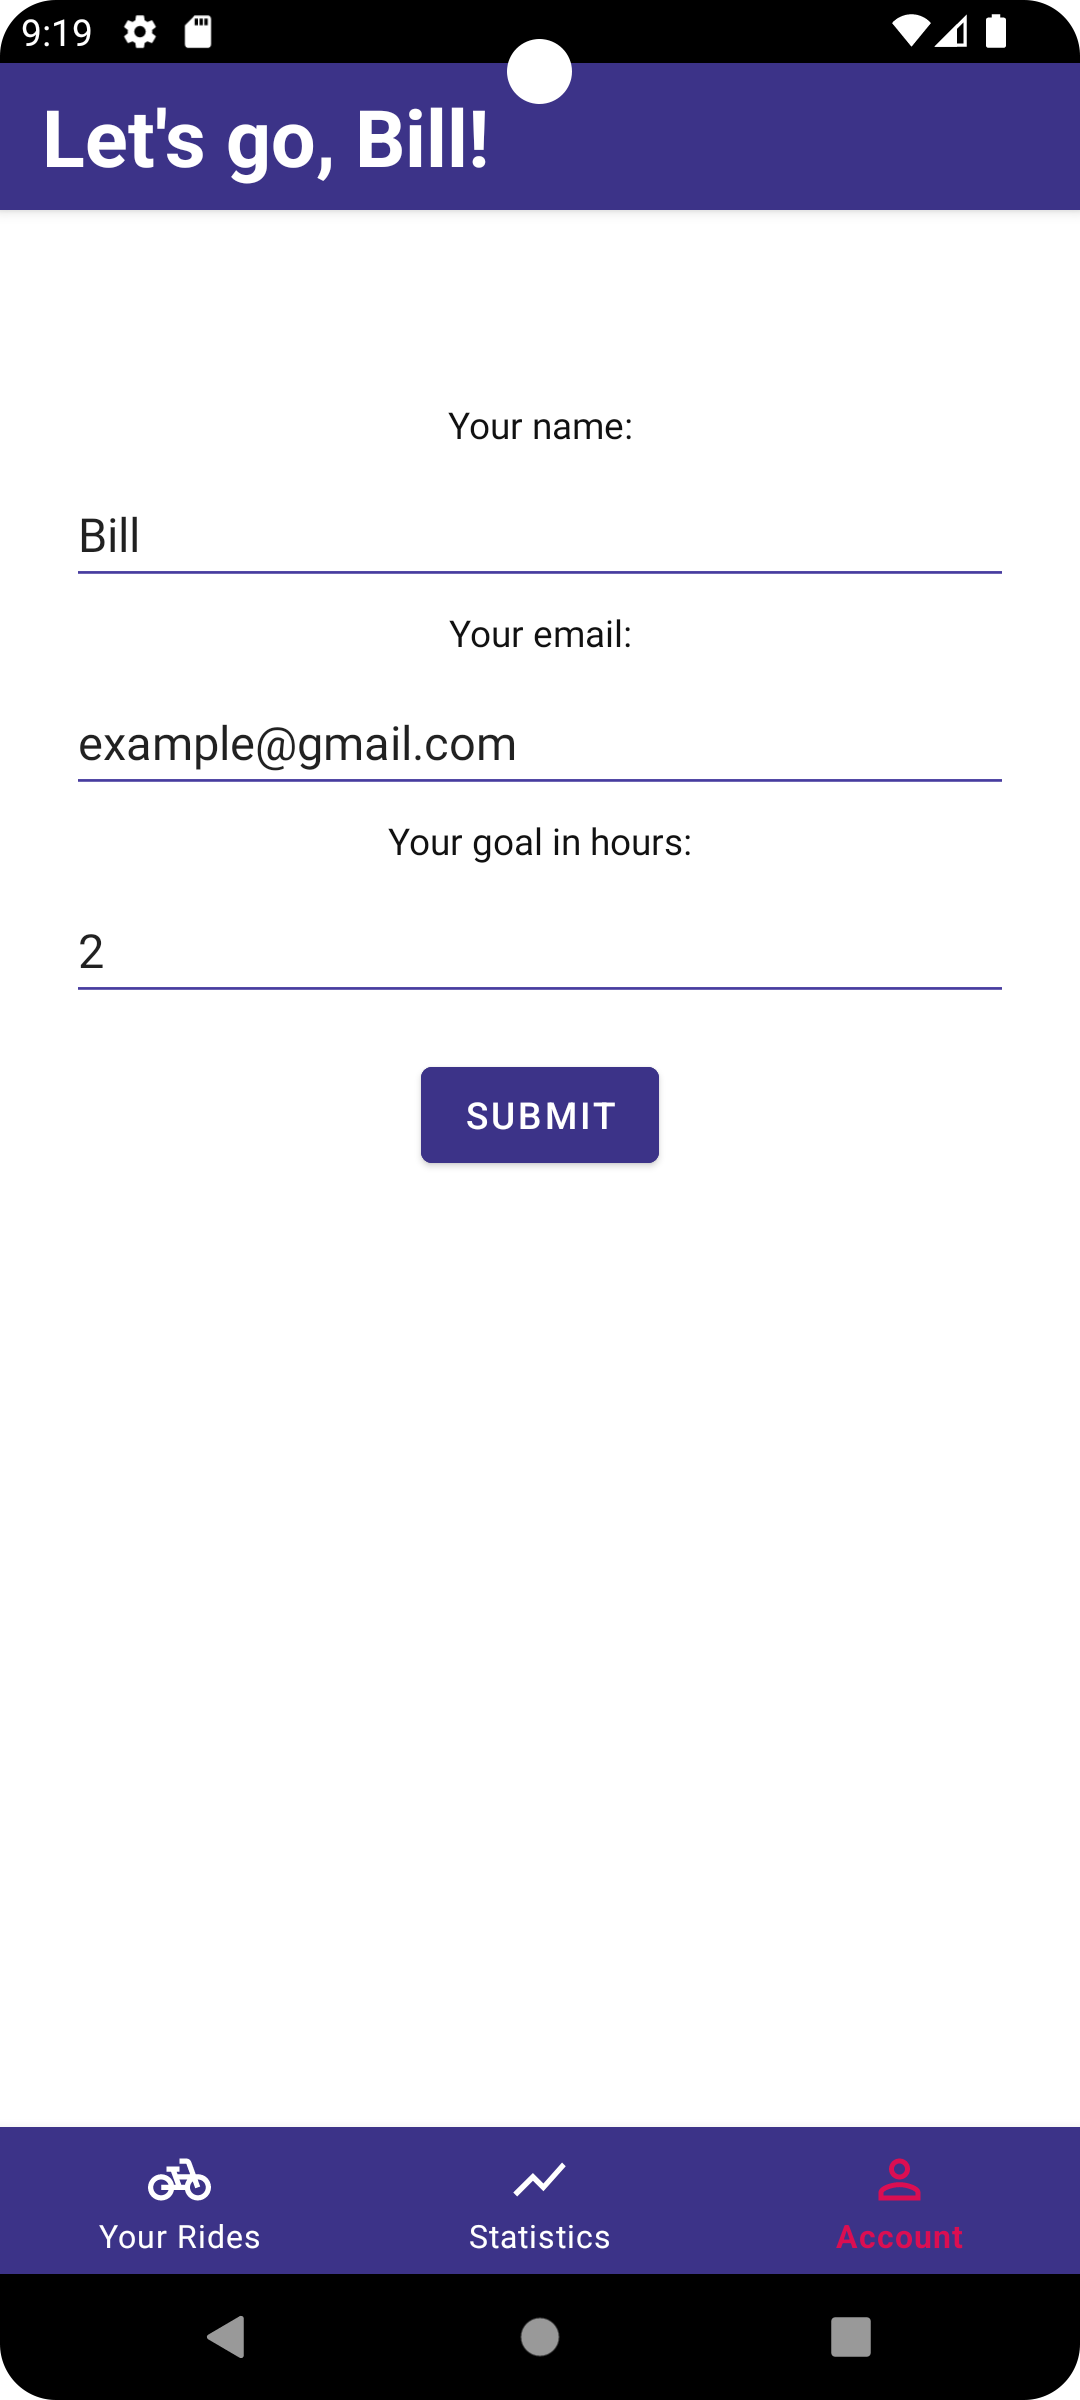 9:19
Let's go, Bill!
Your name:
Bill
Your email:
example@gmail.com
Your goal in hours:
2
SUBMIT
Your Rides
Statistics
Account